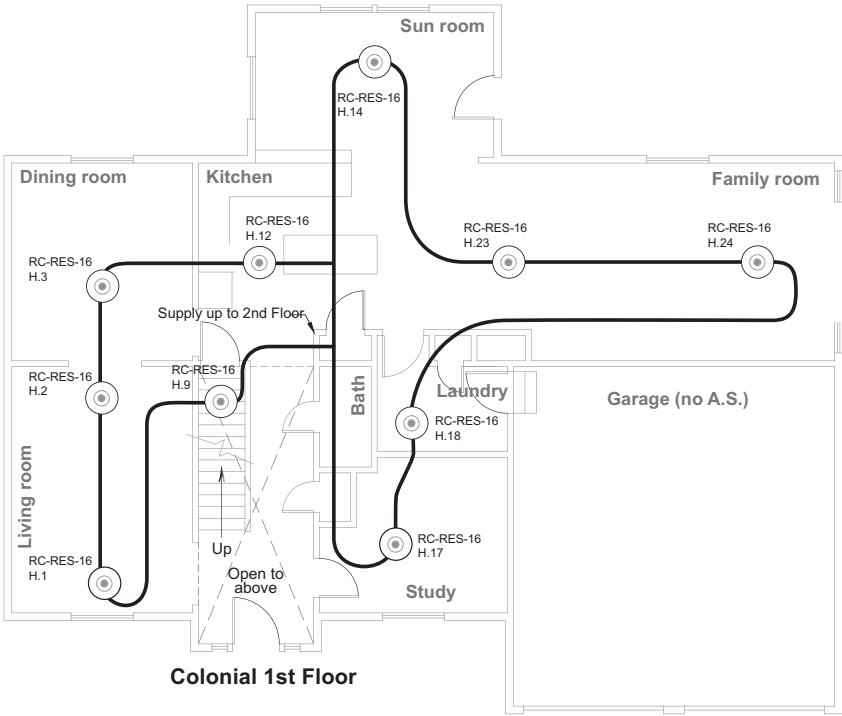 Sun room
RC-RES-16
H.14
Dining room
Kitchen
Family room
RC-RES-16
H.12
RC-RES-16
H.23
RC-RES-16
H.24
RC-RES-16
H.3
Supply up to 2nd Floor
RC-RES-16
H.2
RC-RES-16
H.9
Bath
Laundry
Garage (no A.S.)
RC-RES-16
H.18
Living room
Up
RC-RES-16
H.17
RC-RES-16
H.1
Open to
above
Study
Colonial 1st Floor